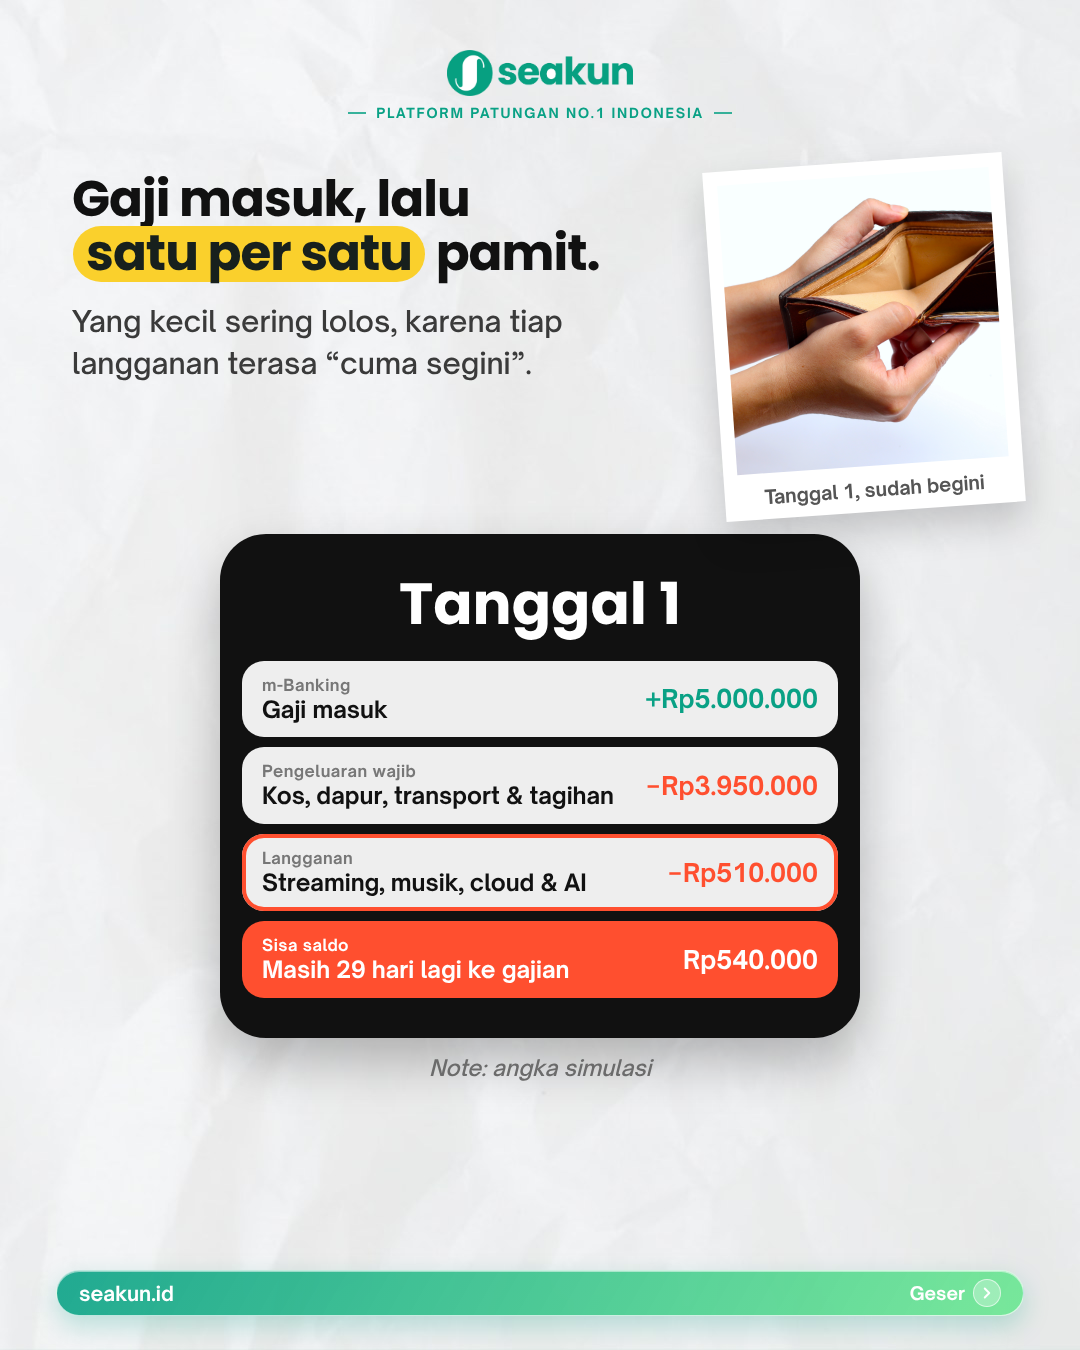 seakun
PLATFORM PATUNGAN NO.1 INDONESIA
Gaji masuk, lalu
satu per satu pamit.
Yang kecil sering lolos, karena tiap
langganan terasa “cuma segini”.
Tanggal 1, sudah begini
Tanggal 1
m-Banking
Gaji masuk
+Rp5.000.000
Pengeluaran wajib
Kos, dapur, transport & tagihan
−Rp3.950.000
Langganan
Streaming, musik, cloud & AI
−Rp510.000
Sisa saldo
Masih 29 hari lagi ke gajian
Rp540.000
Note: angka simulasi
seakun.id
Geser